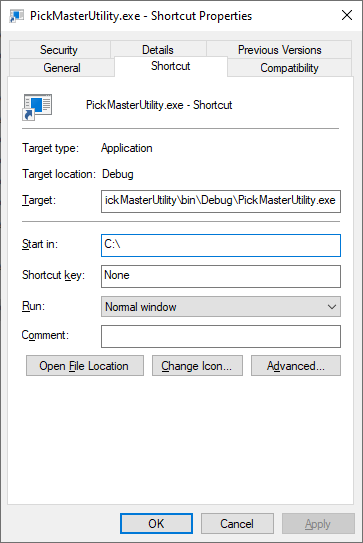 PickMasterUtility.exe - Shortcut Properties
Security Details Previous Versions
General Shortcut Compatibility
PickMasterUtility.exe - Shortcut
Target type: Application
Target location: Debug
Target: ickMasterUtility\bin\Debug\PickMasterUtility.exe
Start in: C:\
Shortcut key: None
Run: Normal window
Comment:
Open File Location Change Icon... Advanced...
OK Cancel Apply